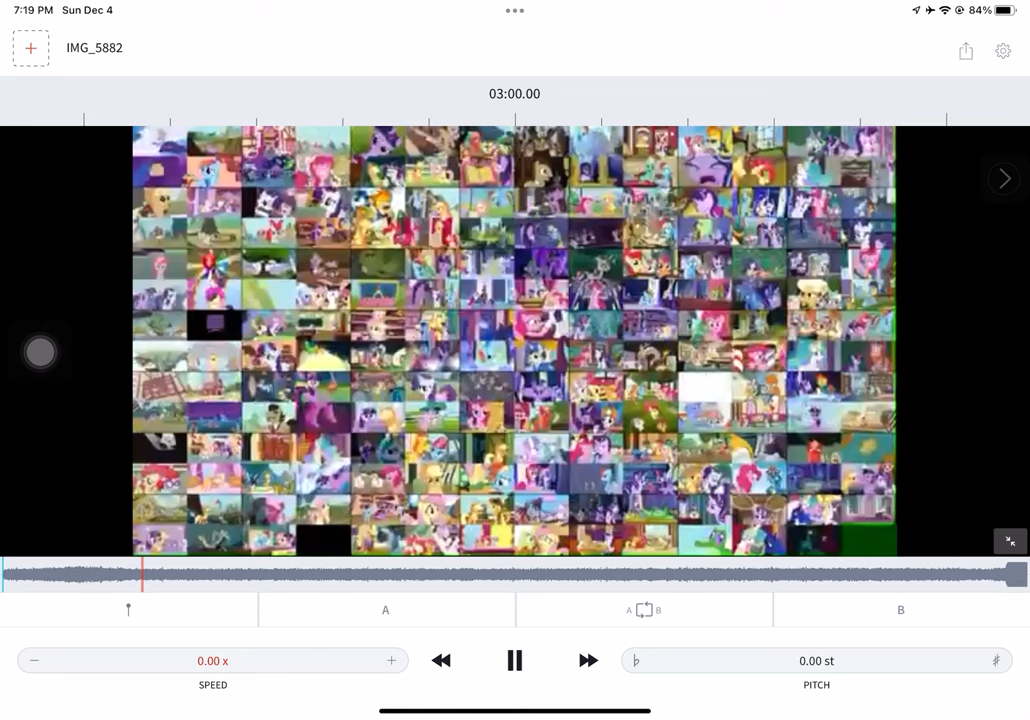 7:19 PM Sun Dec 4
84%
IMG_5882
03:00.00
A
A B
B
0.00 x
0.00 st
SPEED
PITCH